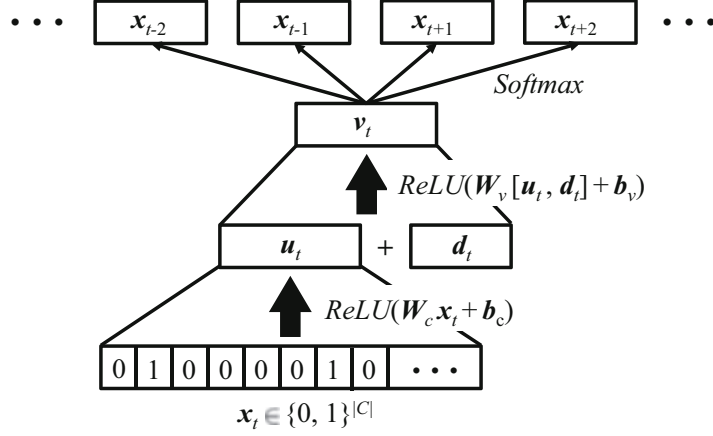 • • • x_{t-2} x_{t-1} x_{t+1} x_{t+2} • • •
Softmax
v_t
ReLU(W_v [u_t , d_t] + b_v)
u_t + d_t
ReLU(W_c x_t + b_c)
0 1 0 0 0 0 1 0 • • •
x_t ∈ {0, 1}^{|C|}